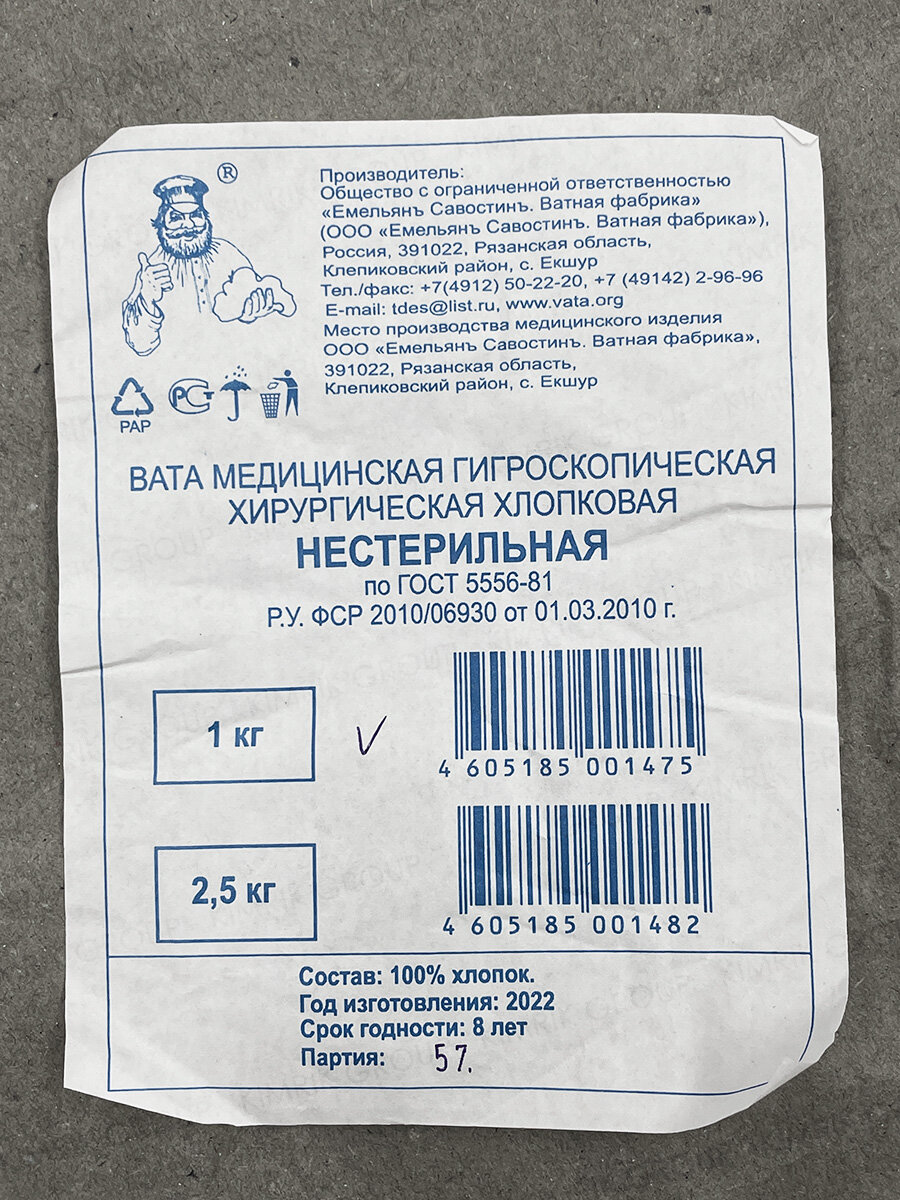 ®
Производитель:
Общество с ограниченной ответственностью
«Емельянъ Савостинъ. Ватная фабрика»
(ООО «Емельянъ Савостинъ. Ватная фабрика»),
Россия, 391022, Рязанская область,
Клепиковский район, с. Екшур
Тел./факс: +7(4912) 50-22-20, +7 (49142) 2-96-96
E-mail: tdes@list.ru, www.vata.org
Место производства медицинского изделия
ООО «Емельянъ Савостинъ. Ватная фабрика»,
391022, Рязанская область,
Клепиковский район, с. Екшур
PAP
РСТ
ВАТА МЕДИЦИНСКАЯ ГИГРОСКОПИЧЕСКАЯ
ХИРУРГИЧЕСКАЯ ХЛОПКОВАЯ
НЕСТЕРИЛЬНАЯ
по ГОСТ 5556-81
Р.У. ФСР 2010/06930 от 01.03.2010 г.
1 кг
4 605185 001475
2,5 кг
4 605185 001482
Состав: 100% хлопок.
Год изготовления: 2022
Срок годности: 8 лет
Партия: 57.